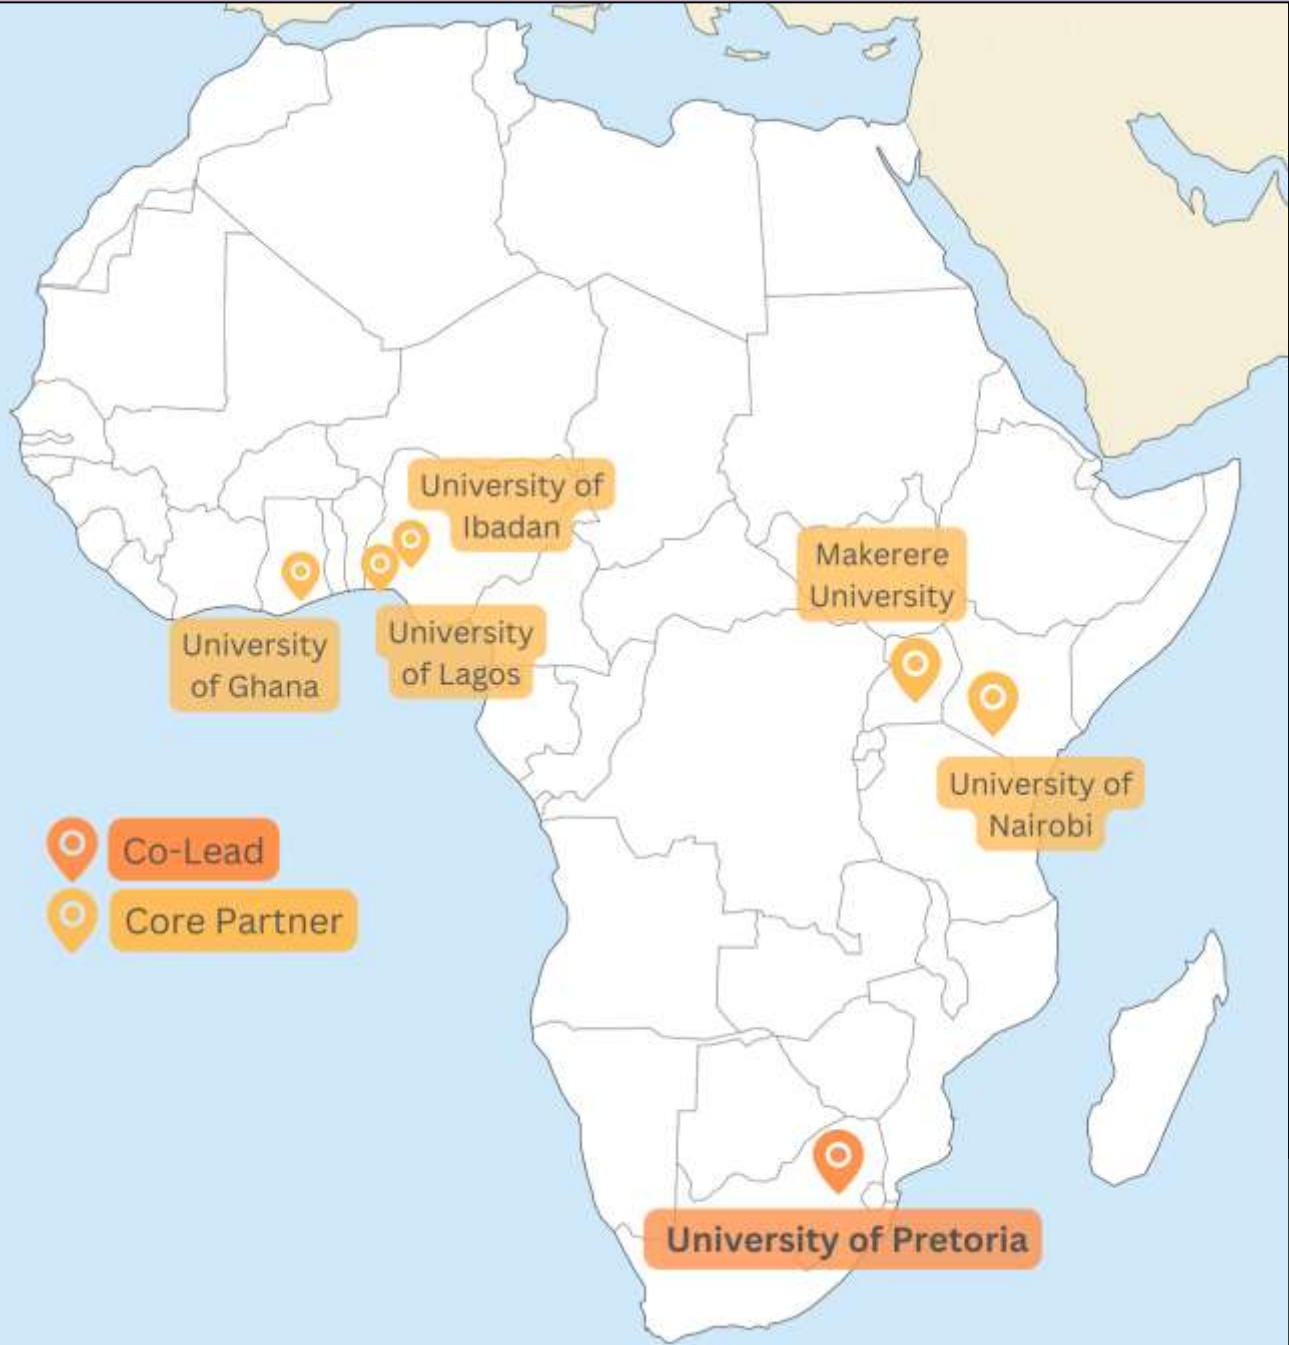 University of
Ibadan
Makerere
University
University
of Ghana
University
of Lagos
University of
Nairobi
Co-Lead
Core Partner
University of Pretoria